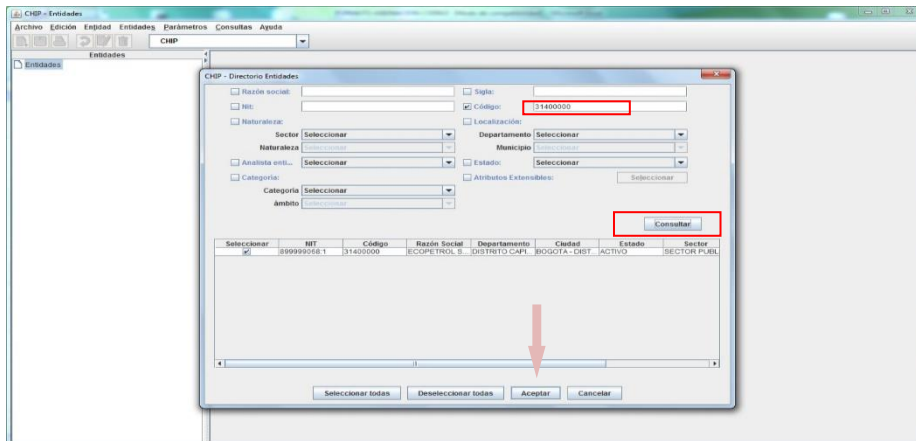 CHIP - Entidades
Archivo Edición Entidad Entidades Parámetros Consultas Ayuda
CHIP
Entidades
Entidades
CHIP - Directorio Entidades
Razón social: Sigla:
Nit: Código: 31400000
Naturaleza: Localización:
Sector Seleccionar Departamento Seleccionar
Naturaleza Seleccionar Municipio Seleccionar
Analista enti... Seleccionar Estado: Seleccionar
Categoría: Atributos Extensibles: Seleccionar
Categoría Seleccionar
ámbito Seleccionar
Consultar
Seleccionar NIT Código Razón Social Departamento Ciudad Estado Sector
899999068:1 31400000 ECOPETROL S... DISTRITO CAPI... BOGOTA - DIST... ACTIVO SECTOR PUBL
Seleccionar todas Deseleccionar todas Aceptar Cancelar